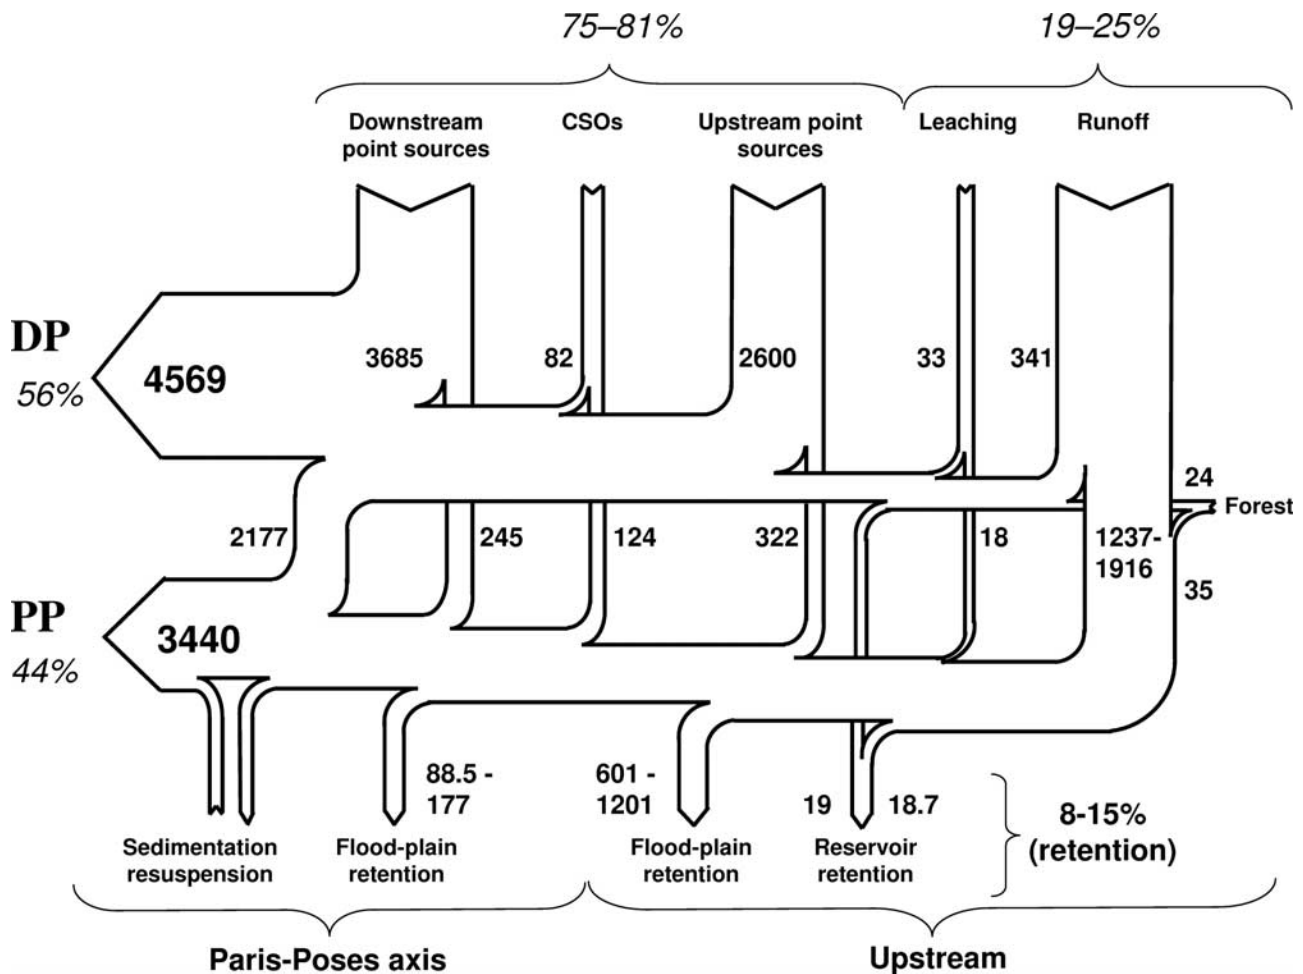 75–81%
19–25%
Downstream
point sources
CSOs
Upstream point
sources
Leaching
Runoff
DP
56%
4569
3685
82
2600
33
341
24
Forest
2177
245
124
322
18
1237-
1916
35
PP
44%
3440
88.5 -
177
601 -
1201
19
18.7
8-15%
(retention)
Sedimentation
resuspension
Flood-plain
retention
Flood-plain
retention
Reservoir
retention
Paris-Poses axis
Upstream